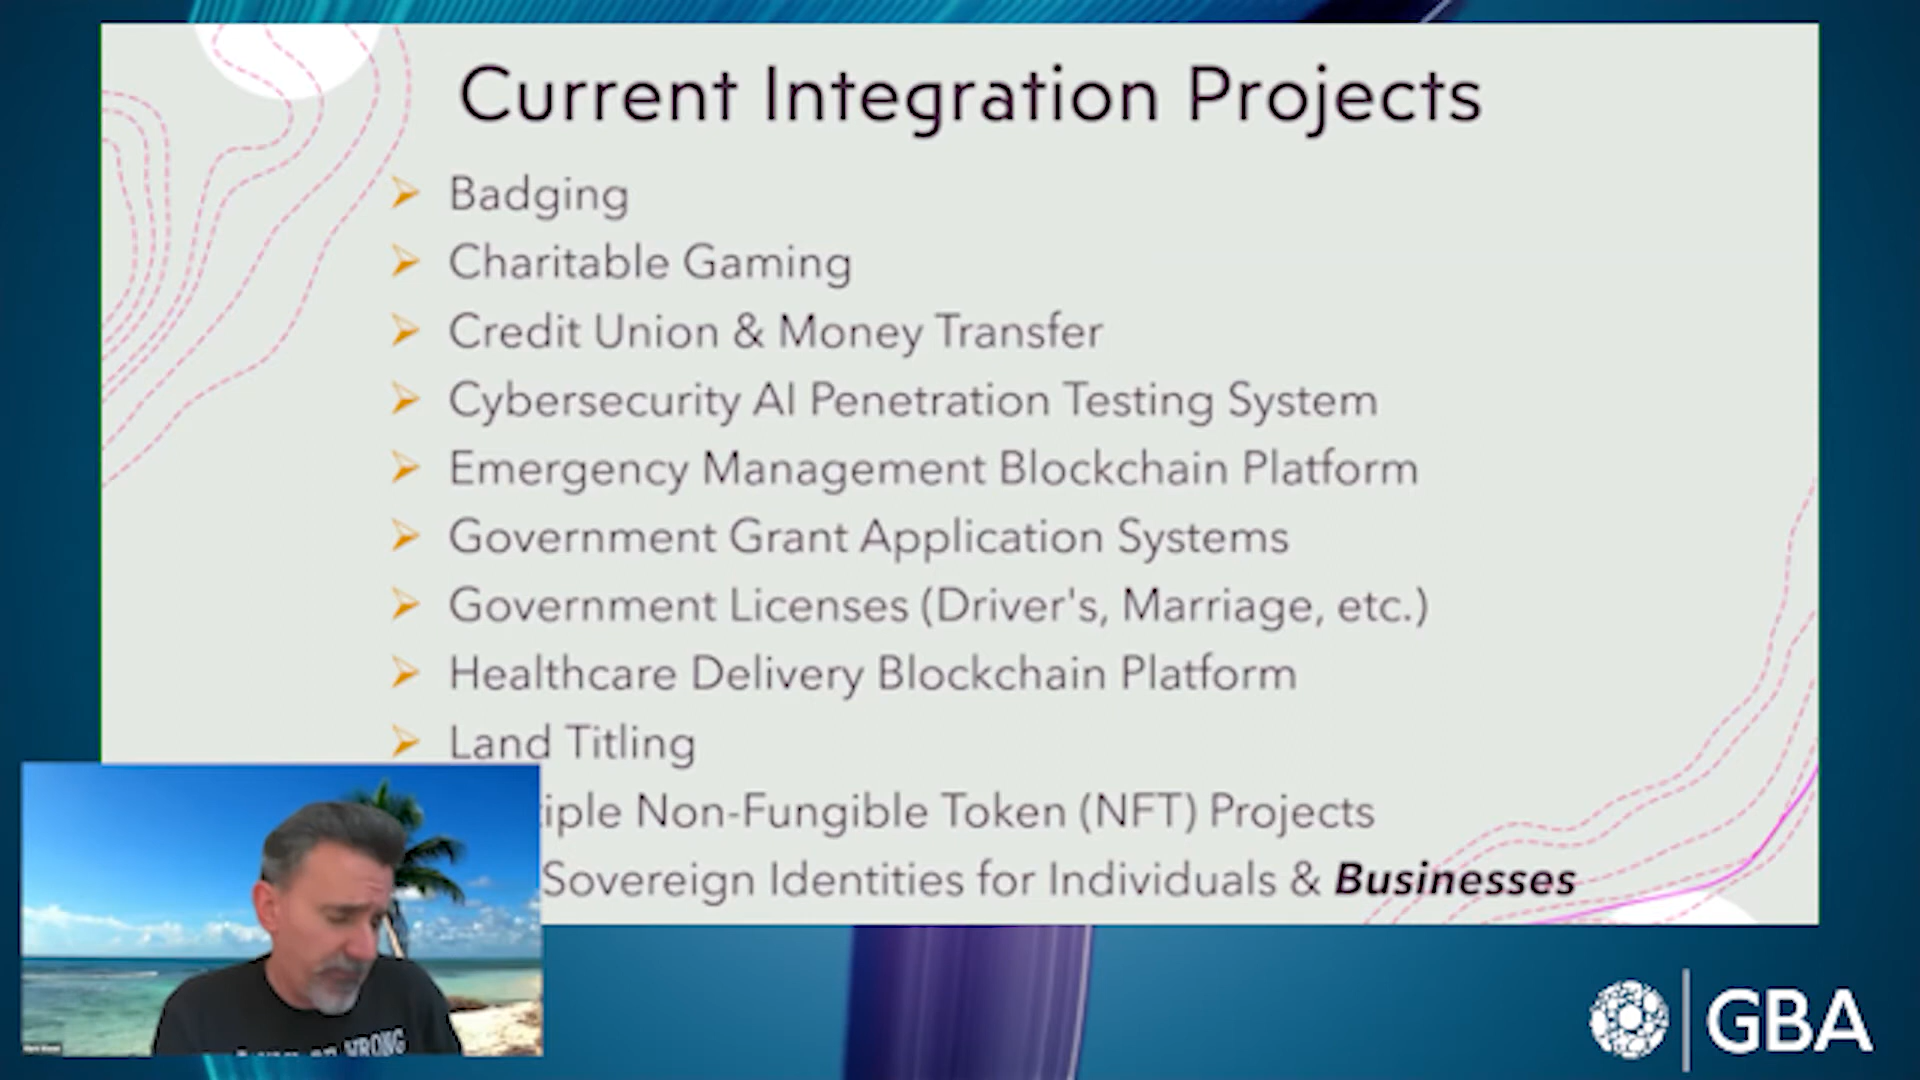 Current Integration Projects
Badging
Charitable Gaming
Credit Union & Money Transfer
Cybersecurity AI Penetration Testing System
Emergency Management Blockchain Platform
Government Grant Application Systems
Government Licenses (Driver's, Marriage, etc.)
Healthcare Delivery Blockchain Platform
Land Titling
iple Non-Fungible Token (NFT) Projects
Sovereign Identities for Individuals & Businesses
WRONG
GBA